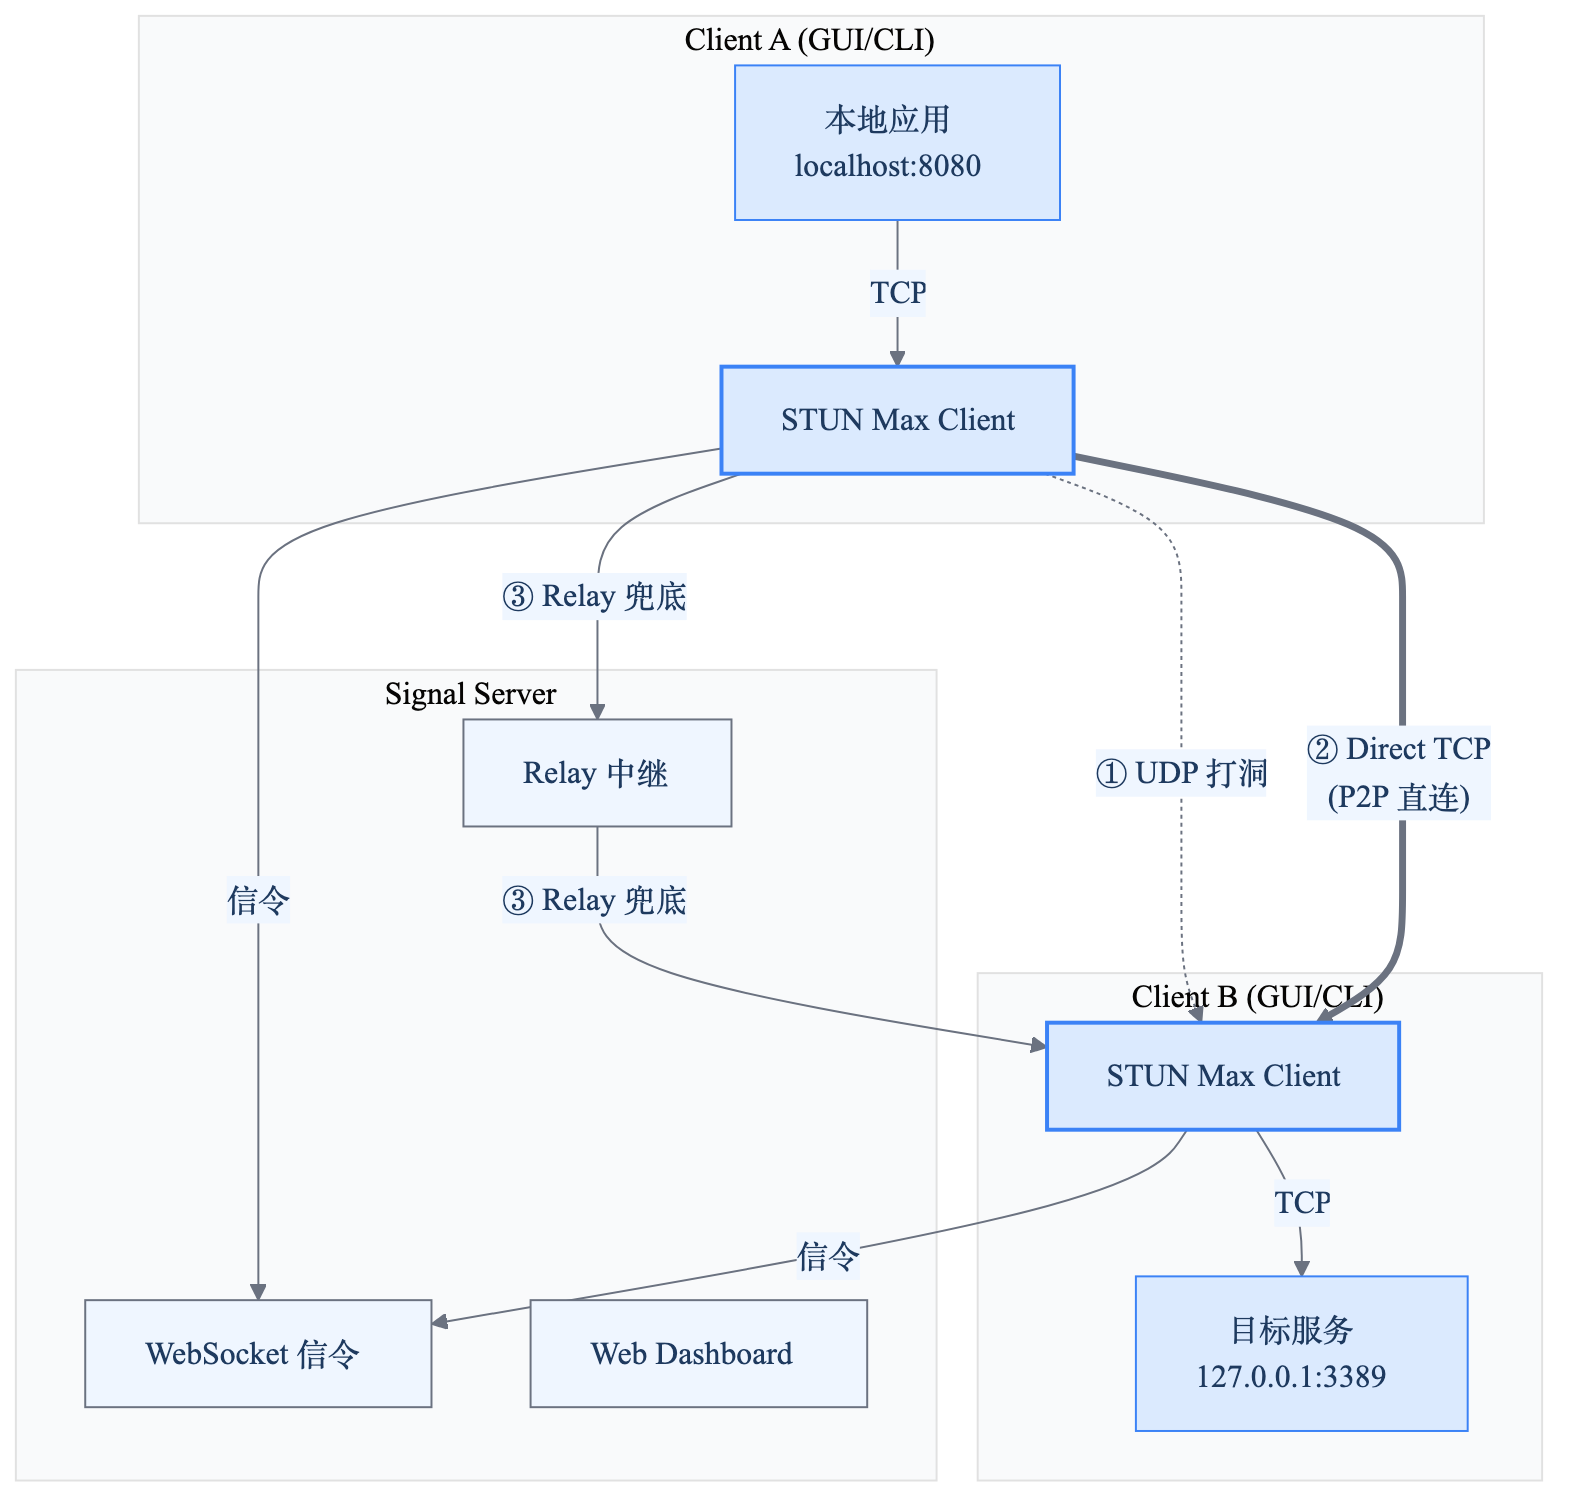 Client A (GUI/CLI)
本地应用
localhost:8080
TCP
STUN Max Client
③ Relay 兜底
Signal Server
Relay 中继
① UDP 打洞
② Direct TCP
(P2P 直连)
信令
③ Relay 兜底
Client B (GUI/CLI)
STUN Max Client
TCP
信令
WebSocket 信令
Web Dashboard
目标服务
127.0.0.1:3389